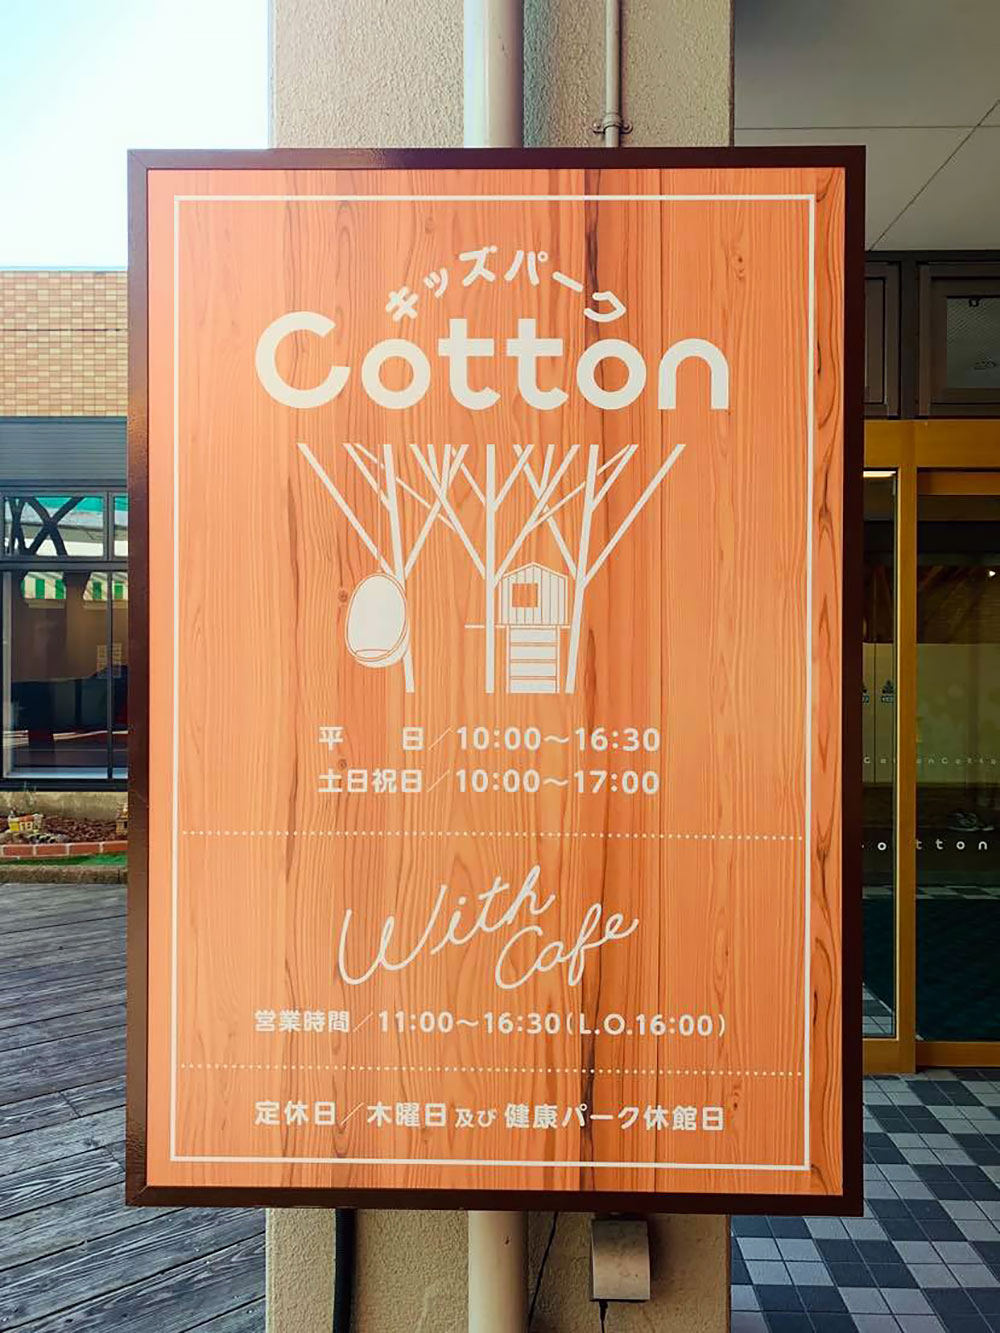 キッズパーク
Cotton
平　日／10:00〜16:30
土日祝日／10:00〜17:00
With
Cafe
営業時間／11:00〜16:30(L.O.16:00)
定休日／木曜日及び健康パーク休館日
CottonCotto
cotton